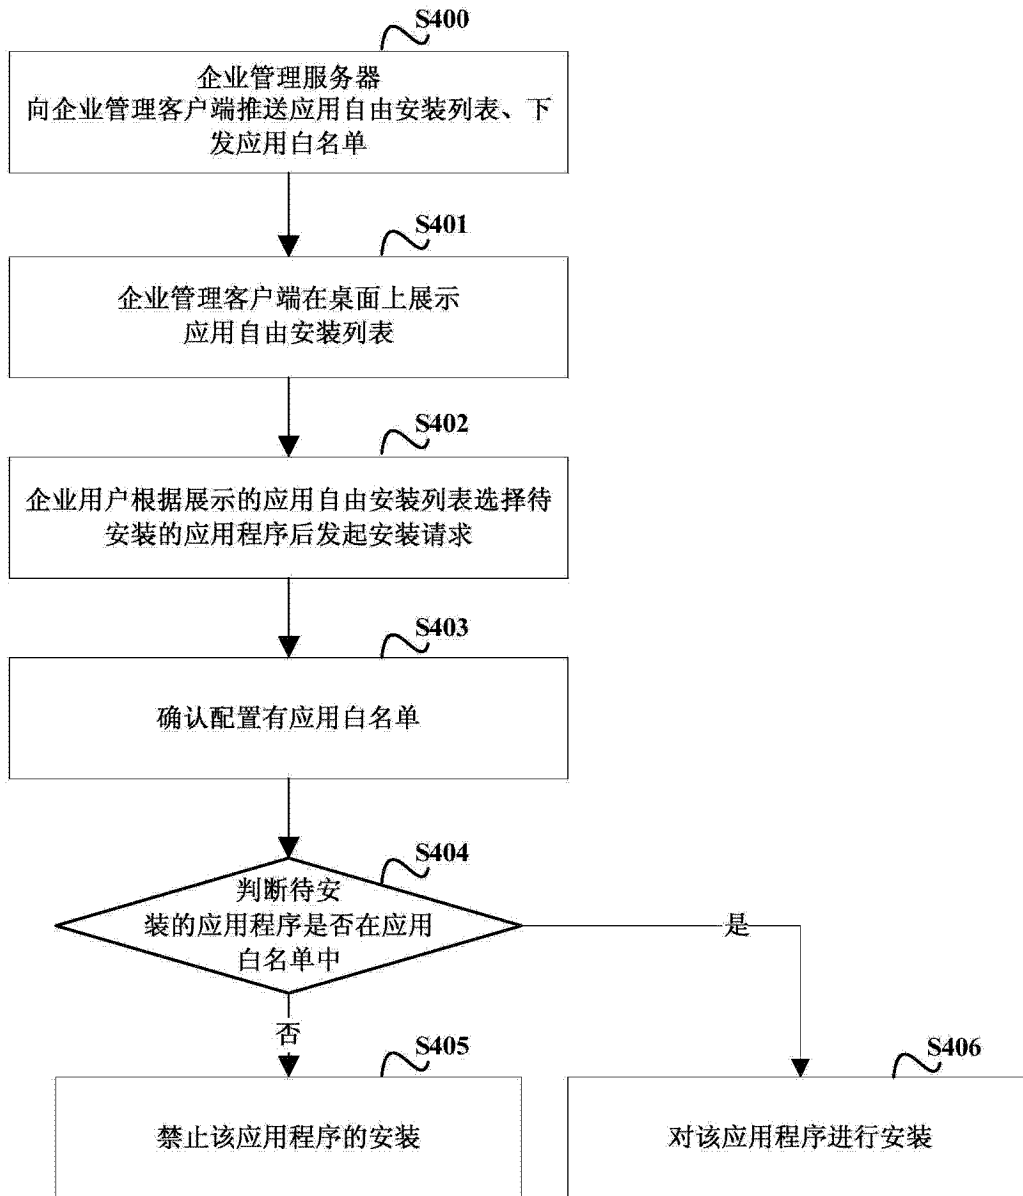 S400
企业管理服务器
向企业管理客户端推送应用自由安装列表、下
发应用白名单
S401
企业管理客户端在桌面上展示
应用自由安装列表
S402
企业用户根据展示的应用自由安装列表选择待
安装的应用程序后发起安装请求
S403
确认配置有应用白名单
S404
判断待安
装的应用程序是否在应用
白名单中
是
否
S405
禁止该应用程序的安装
S406
对该应用程序进行安装